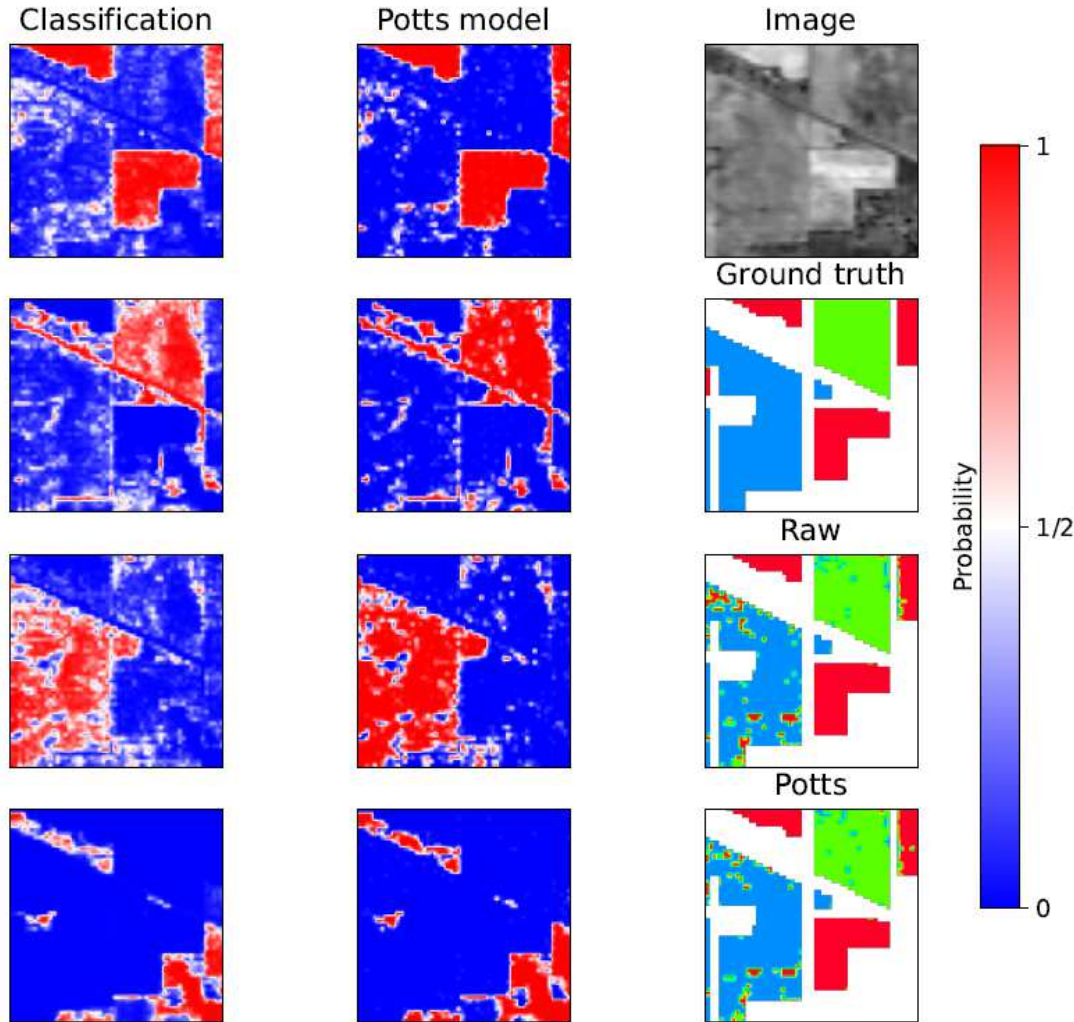 Classification
Potts model
Image
Ground truth
Raw
Potts
Probability
1
1/2
0